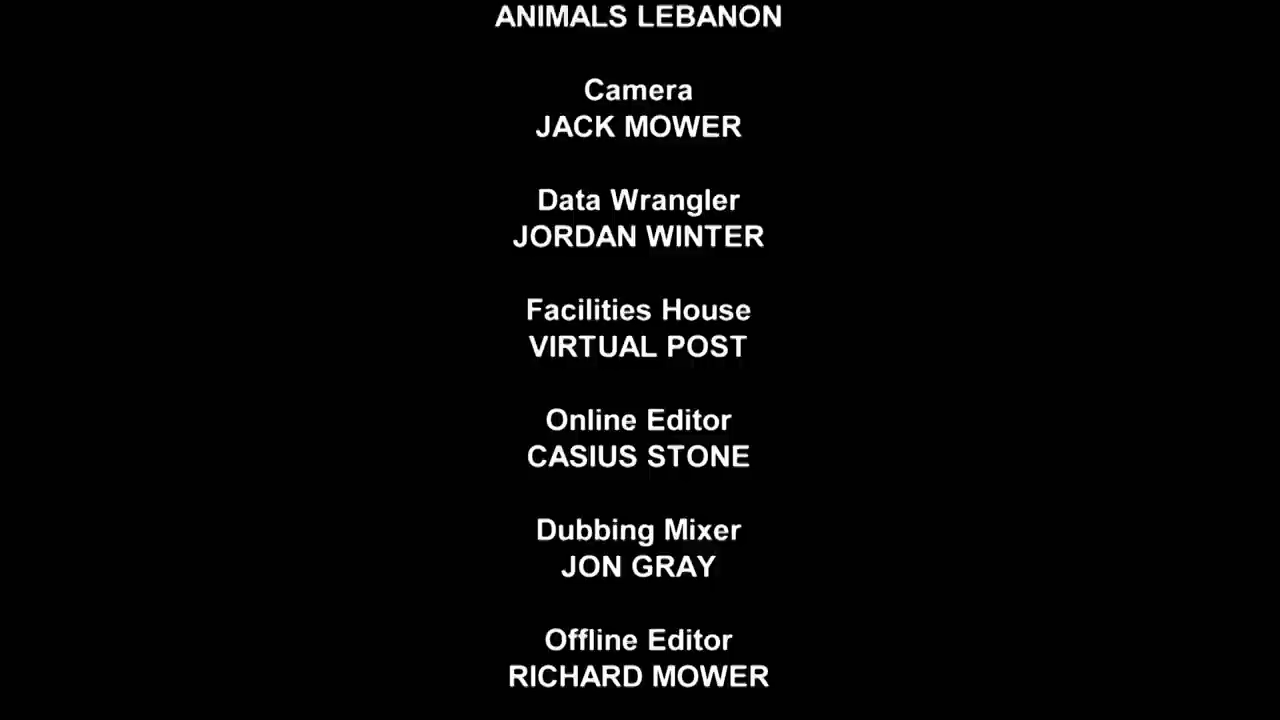 ANIMALS LEBANON
Camera
JACK MOWER
Data Wrangler
JORDAN WINTER
Facilities House
VIRTUAL POST
Online Editor
CASIUS STONE
Dubbing Mixer
JON GRAY
Offline Editor
RICHARD MOWER